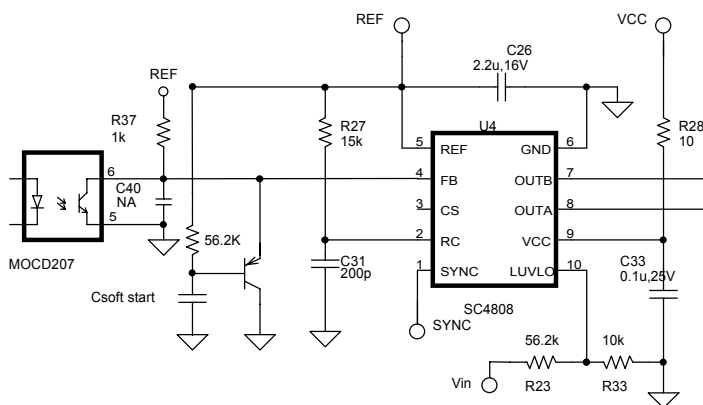 REF
VCC
C26
2.2u,16V
REF
R37
1k
R27
15k
U4
R28
10
5
REF
GND
6
6
C40
NA
4
FB
OUTB
7
5
3
CS
OUTA
8
56.2K
2
RC
VCC
9
MOCD207
C31
200p
1
SYNC
LUVLO
10
C33
0.1u,25V
Csoft start
SC4808
SYNC
56.2k
10k
Vin
R23
R33